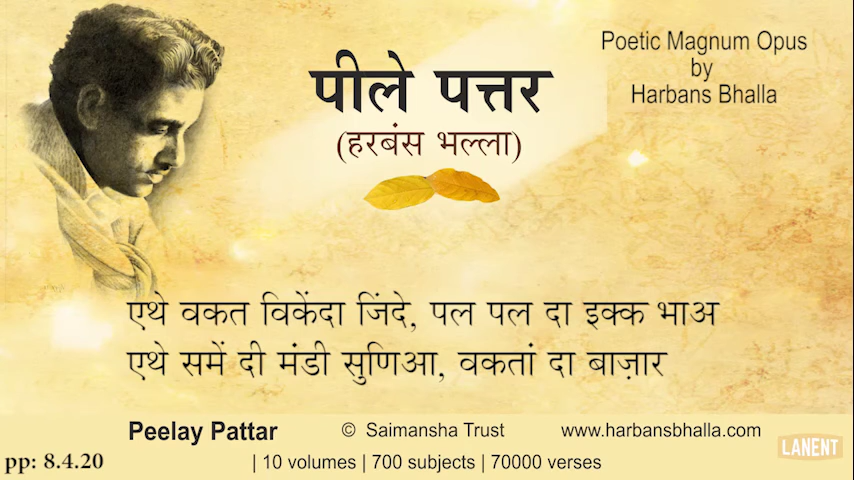 पीले पत्तर
(हरबंस भल्ला)
Poetic Magnum Opus
by
Harbans Bhalla
एथे वकत विकेंदा जिंदे, पल पल दा इक्क भाअ
एथे समें दी मंडी सुणिआ, वकतां दा बाज़ार
Peelay Pattar © Saimansha Trust www.harbansbhalla.com
LANENT
pp: 8.4.20 | 10 volumes | 700 subjects | 70000 verses